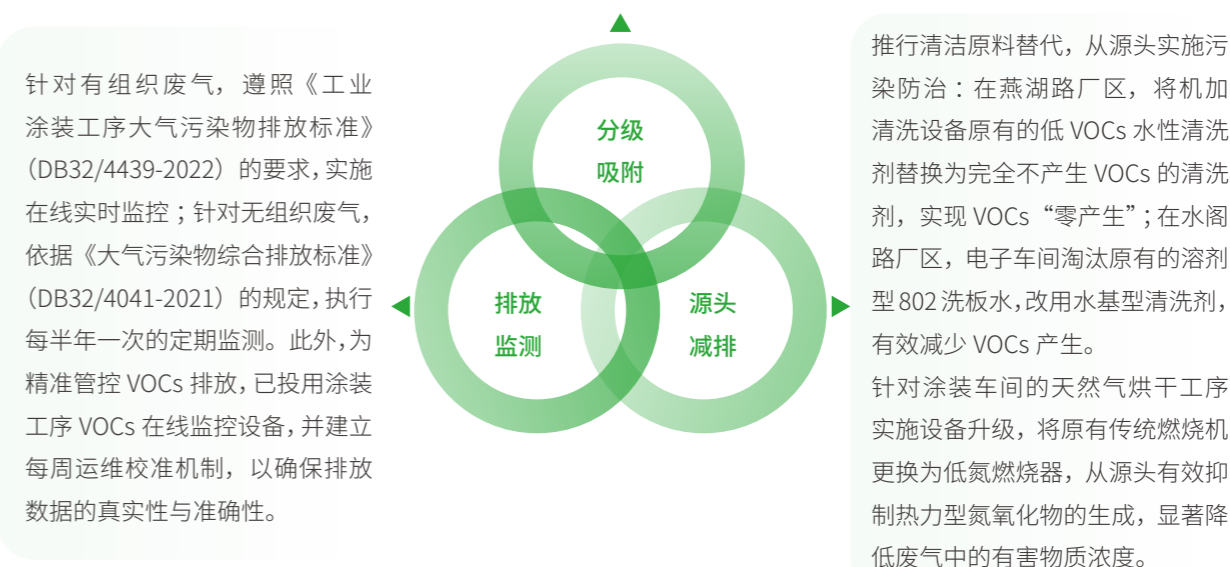 针对有组织废气，遵照《工业
涂装工序大气污染物排放标准》
（DB32/4439-2022）的要求，实施
在线实时监控；针对无组织废气，
依据《大气污染物综合排放标准》
（DB32/4041-2021）的规定，执行
每半年一次的定期监测。此外，为
精准管控 VOCs 排放，已投用涂装
工序 VOCs 在线监控设备，并建立
每周运维校准机制，以确保排放
数据的真实性与准确性。
分级
吸附
排放
监测
源头
减排
推行清洁原料替代，从源头实施污
染防治：在燕湖路厂区，将机加
清洗设备原有的低 VOCs 水性清洗
剂替换为完全不产生 VOCs 的清洗
剂，实现 VOCs“零产生”；在水阁
路厂区，电子车间淘汰原有的溶剂
型 802 洗板水，改用水基型清洗剂，
有效减少 VOCs 产生。
针对涂装车间的天然气烘干工序
实施设备升级，将原有传统燃烧机
更换为低氮燃烧器，从源头有效抑
制热力型氮氧化物的生成，显著降
低废气中的有害物质浓度。